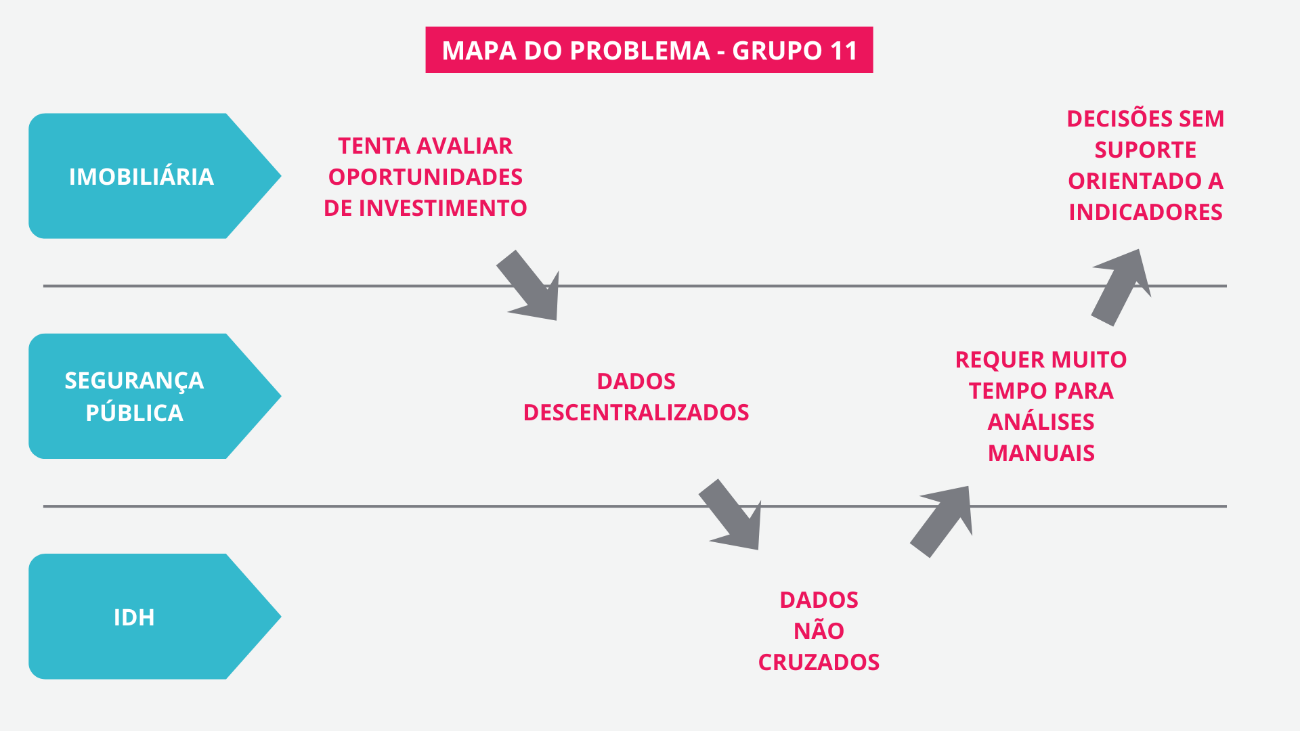 MAPA DO PROBLEMA - GRUPO 11
IMOBILIÁRIA
TENTA AVALIAR
OPORTUNIDADES
DE INVESTIMENTO
DECISÕES SEM
SUPORTE
ORIENTADO A
INDICADORES
SEGURANÇA
PÚBLICA
DADOS
DESCENTRALIZADOS
REQUER MUITO
TEMPO PARA
ANÁLISES
MANUAIS
IDH
DADOS
NÃO
CRUZADOS